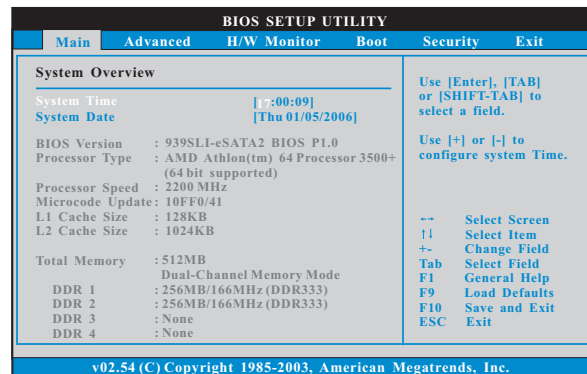 BIOS SETUP UTILITY
Main Advanced H/W Monitor Boot Security Exit
System Overview
System Time [17:00:09]
System Date [Thu 01/05/2006]
BIOS Version : 939SLI-eSATA2 BIOS P1.0
Processor Type : AMD Athlon(tm) 64 Processor 3500+
(64 bit supported)
Processor Speed : 2200 MHz
Microcode Update : 10FF0/41
L1 Cache Size : 128KB
L2 Cache Size : 1024KB
Total Memory : 512MB
Dual-Channel Memory Mode
DDR 1 : 256MB/166MHz (DDR333)
DDR 2 : 256MB/166MHz (DDR333)
DDR 3 : None
DDR 4 : None
Use [Enter], [TAB]
or [SHIFT-TAB] to
select a field.
Use [+] or [-] to
configure system Time.
←→ Select Screen
↑↓ Select Item
+- Change Field
Tab Select Field
F1 General Help
F9 Load Defaults
F10 Save and Exit
ESC Exit
v02.54 (C) Copyright 1985-2003, American Megatrends, Inc.